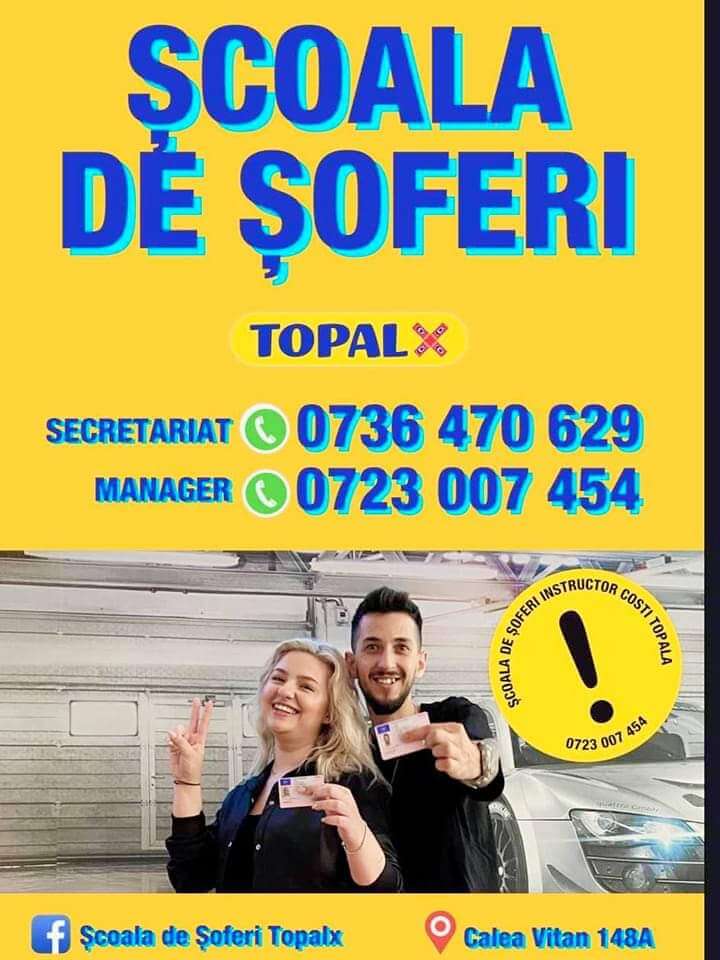 ȘCOALA
DE ȘOFERI
TOPALX
SECRETARIAT 0736 470 629
MANAGER 0723 007 454
ȘCOALA DE ȘOFERI INSTRUCTOR COSTI TOPALA
!
0723 007 454
Școala de Șoferi Topalx
Calea Vitan 148A